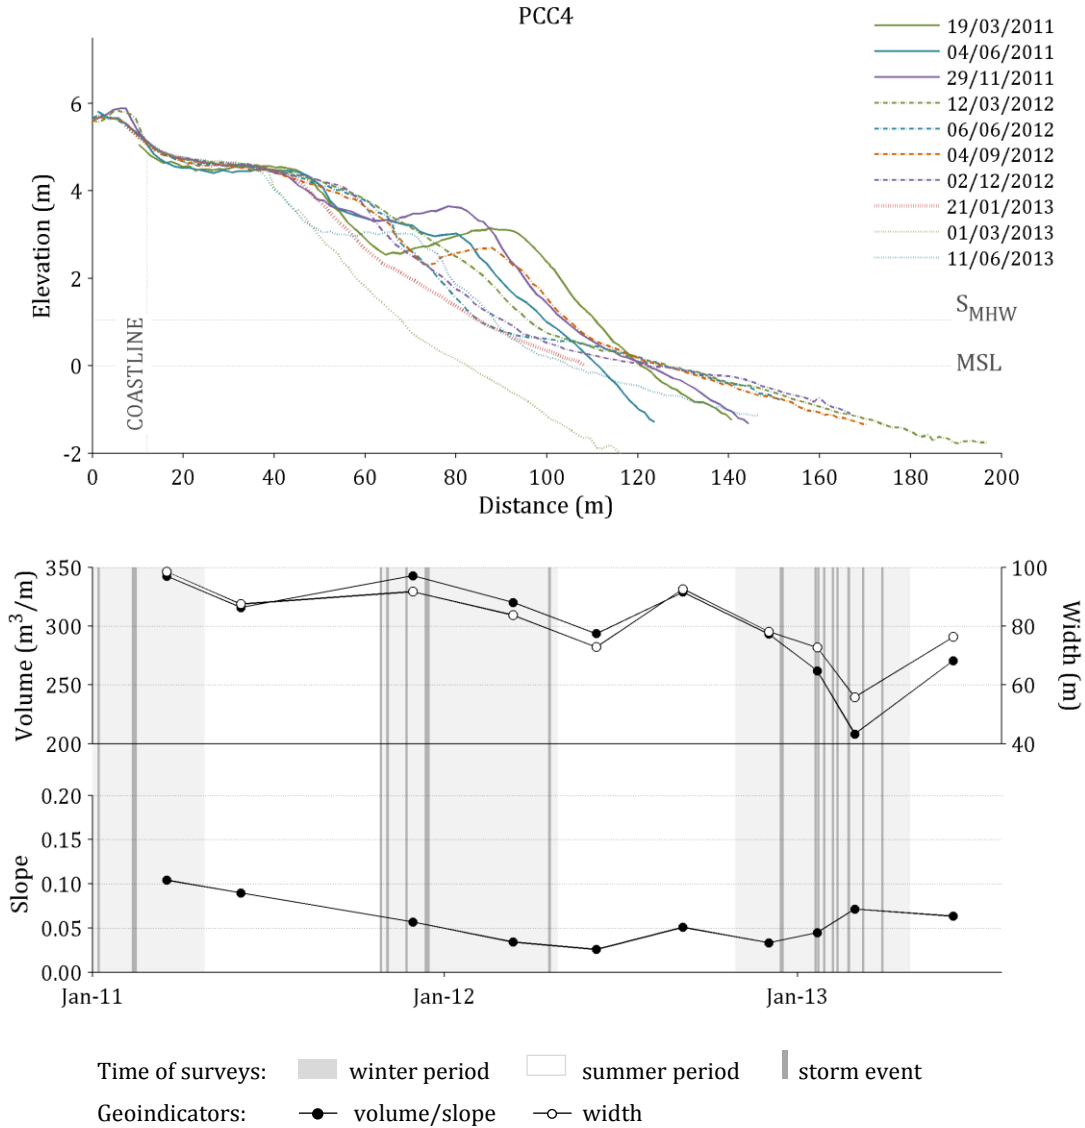 PCC4
19/03/2011
04/06/2011
29/11/2011
12/03/2012
06/06/2012
04/09/2012
02/12/2012
21/01/2013
01/03/2013
11/06/2013
6
4
2
0
-2
Elevation (m)
COASTLINE
SMHW
MSL
0 20 40 60 80 100 120 140 160 180 200
Distance (m)
350
300
250
200
Volume (m³/m)
100
80
60
40
Width (m)
0.20
0.15
0.10
0.05
0.00
Slope
Jan-11 Jan-12 Jan-13
Time of surveys: winter period summer period storm event
Geoindicators: volume/slope width